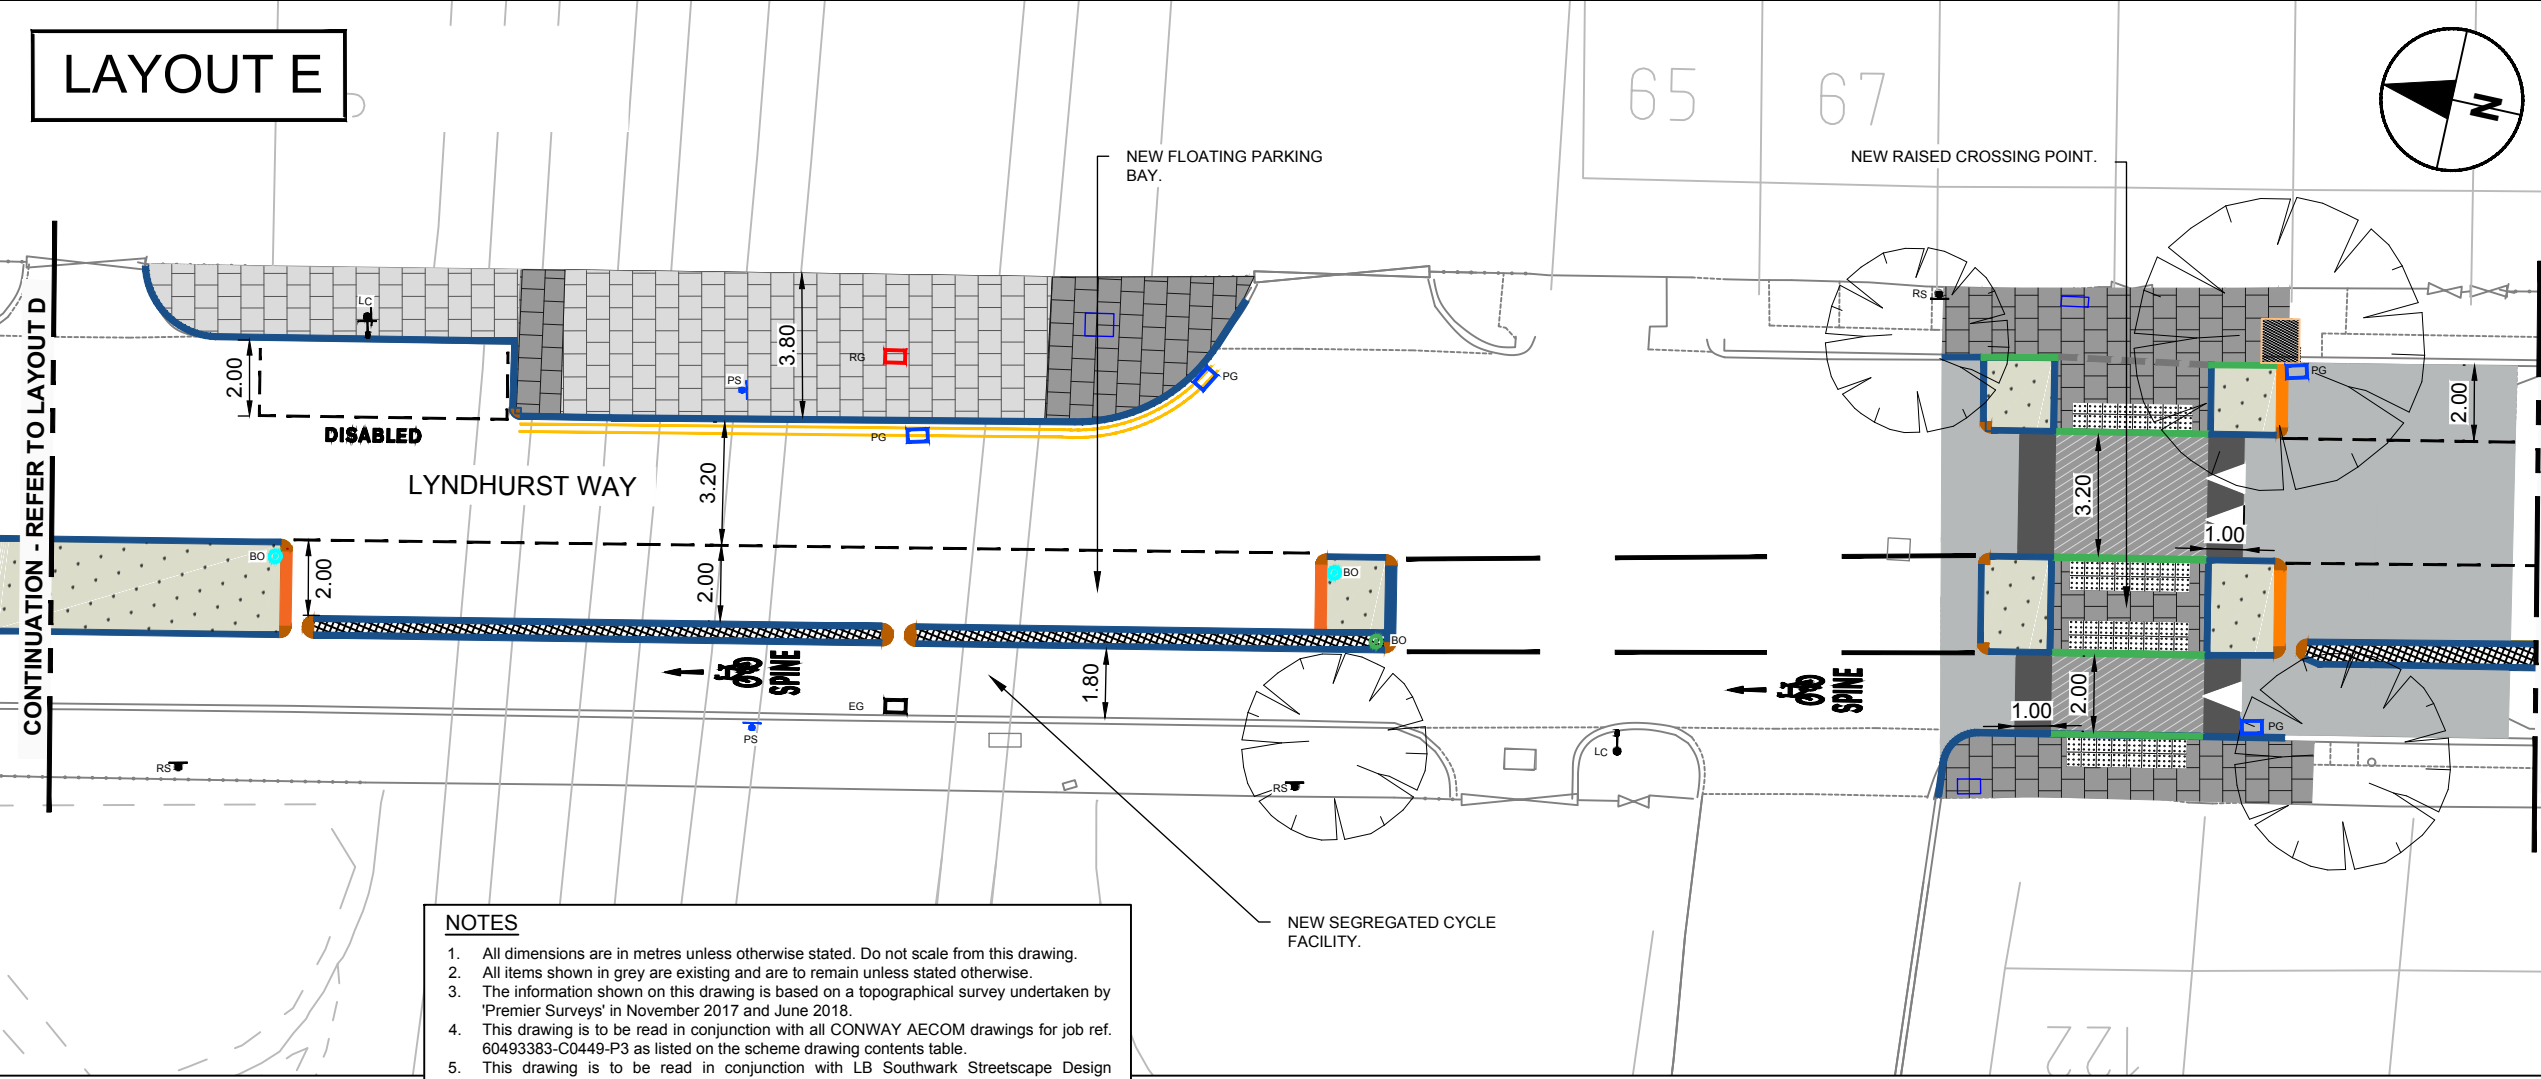 LAYOUT E
65
67
N
NEW FLOATING PARKING
BAY.
NEW RAISED CROSSING POINT.
CONTINUATION - REFER TO LAYOUT D
LC
RS
2.00
3.80
RG
PS
PG
PG
PG
2.00
DISABLED
PG
LYNDHURST WAY
3.20
3.20
1.00
BO
2.00
2.00
BO
BO
SPINE
1.80
SPINE
2.00
1.00
EG
PS
LC
RS
RS
NEW SEGREGATED CYCLE
FACILITY.
NOTES
1. All dimensions are in metres unless otherwise stated. Do not scale from this drawing.
2. All items shown in grey are existing and are to remain unless stated otherwise.
3. The information shown on this drawing is based on a topographical survey undertaken by
'Premier Surveys' in November 2017 and June 2018.
4. This drawing is to be read in conjunction with all CONWAY AECOM drawings for job ref.
60493383-C0449-P3 as listed on the scheme drawing contents table.
5. This drawing is to be read in conjunction with LB Southwark Streetscape Design